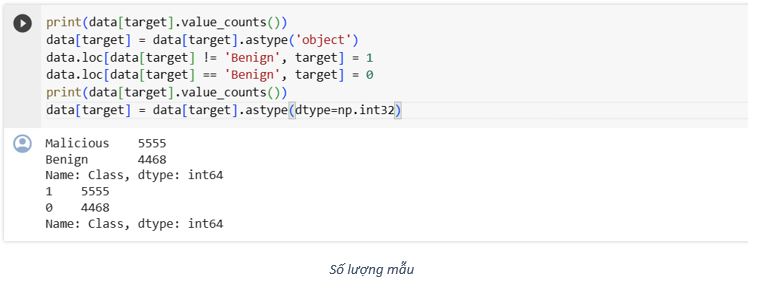 print(data[target].value_counts())
data[target] = data[target].astype('object')
data.loc[data[target] != 'Benign', target] = 1
data.loc[data[target] == 'Benign', target] = 0
print(data[target].value_counts())
data[target] = data[target].astype(dtype=np.int32)
Malicious    5555
Benign       4468
Name: Class, dtype: int64
1    5555
0    4468
Name: Class, dtype: int64
Số lượng mẫu